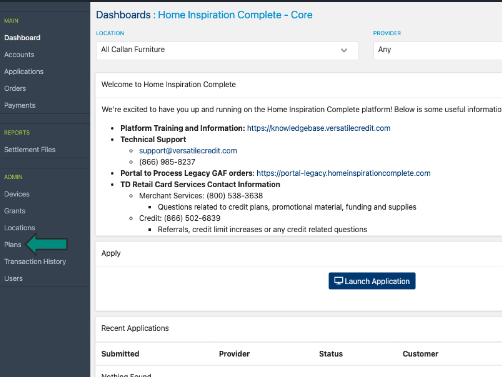 MAIN
Dashboard
Accounts
Applications
Orders
Payments
REPORTS
Settlement Files
ADMIN
Devices
Grants
Locations
Plans
Transaction History
Users
Dashboards : Home Inspiration Complete - Core
LOCATION
PROVIDER
All Callan Furniture
Any
Welcome to Home Inspiration Complete
We're excited to have you up and running on the Home Inspiration Complete platform! Below is some useful informatio
Platform Training and Information: https://knowledgebase.versatilecredit.com
Technical Support
support@versatilecredit.com
(866) 985-8237
Portal to Process Legacy GAF orders: https://portal-legacy.homeinspirationcomplete.com
TD Retail Card Services Contact Information
Merchant Services: (800) 538-3638
Questions related to credit plans, promotional material, funding and supplies
Credit: (866) 502-6839
Referrals, credit limit increases or any credit related questions
Apply
Launch Application
Recent Applications
Submitted Provider Status Customer
Nothing Found